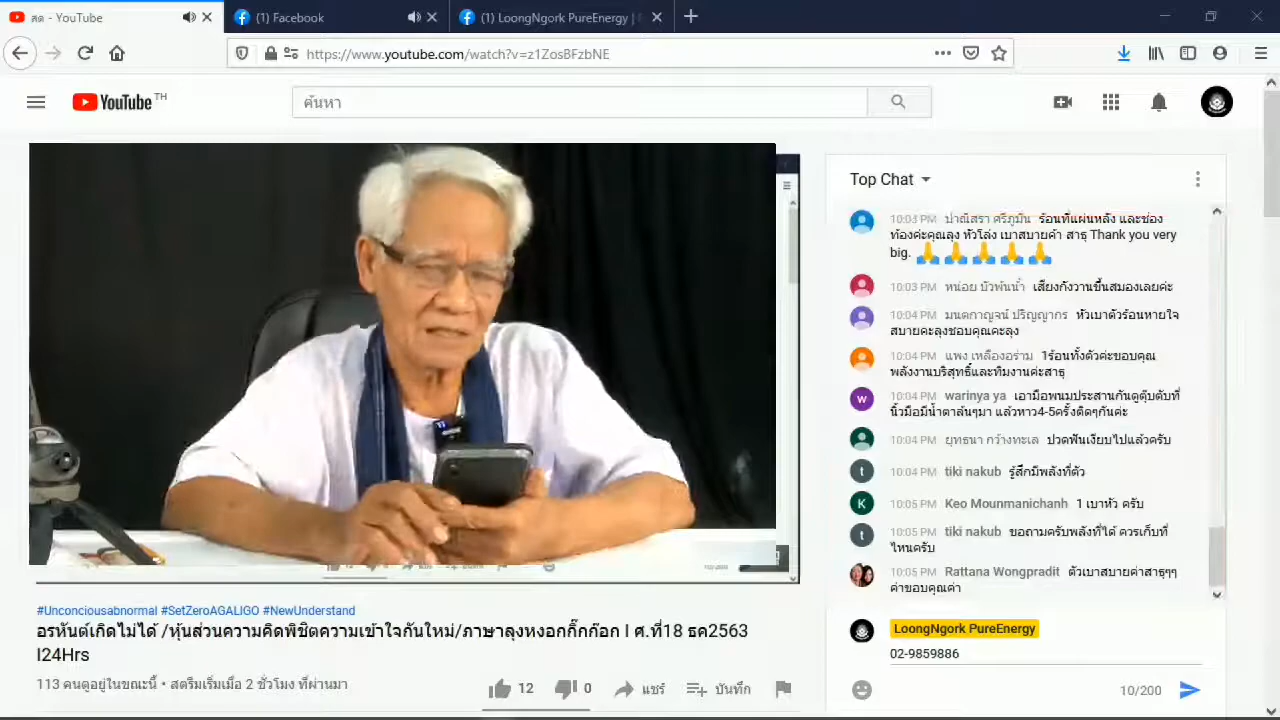 สด - YouTube
(1) Facebook
(1) LoongNgork PureEnergy |
https://www.youtube.com/watch?v=z1ZosBFzbNE
YouTube TH
ค้นหา
Top Chat
10:03 PM ปาณิสรา ศรีภูมั่น ร้อนที่แผ่นหลัง และช่อง
ท้องค่ะคุณลุง หัวโล่ง เบาสบายค้า สาธุ Thank you very
big. 🙏🙏🙏🙏🙏
10:03 PM หน่อย บัวพันน้ำ เสียงกังวานขึ้นสมองเลยค่ะ
10:04 PM มนตกาญจน์ ปริญญากร หัวเบาตัวร้อนหายใจ
สบายคะลุงชอบคุณคะลุง
10:04 PM แพง เหลืองอร่าม 1ร้อนทั้งตัวค่ะขอบคุณ
พลังงานบริสุทธิ์และทีมงานค่ะสาธุ
10:04 PM warinya ya เอามือพนมประสานกันดูตุ๊บตับที่
นิ้วมือมีน้ำตาล้นๆมา แล้วหาว4-5ครั้งติดๆกันค่ะ
10:04 PM ยุทธนา กว้างทะเล ปวดฟันเงียบไปแล้วครับ
10:04 PM tiki nakub รู้สึกมีพลังที่ตัว
10:05 PM Keo Mounmanichanh 1 เบาหัว ครับ
10:05 PM tiki nakub ขอถามครับพลังที่ได้ ควรเก็บที่
ไหนครับ
10:05 PM Rattana Wongpradit ตัวเบาสบายค่าสาธุๆๆ
ค่าขอบคุณค่า
LoongNgork PureEnergy
02-9859886
10/200
#Unconciousabnormal #SetZeroAGALIGO #NewUnderstand
อรหันต์เกิดไม่ได้ /หุ้นส่วนความคิดพิชิตความเข้าใจกันใหม่/ภาษาลุงหงอกกิ๊กก๊อก I ศ.ที่18 ธค2563
I24Hrs
113 คนดูอยู่ในขณะนี้ • สตรีมเริ่มเมื่อ 2 ชั่วโมง ที่ผ่านมา
12
0
แชร์
บันทึก